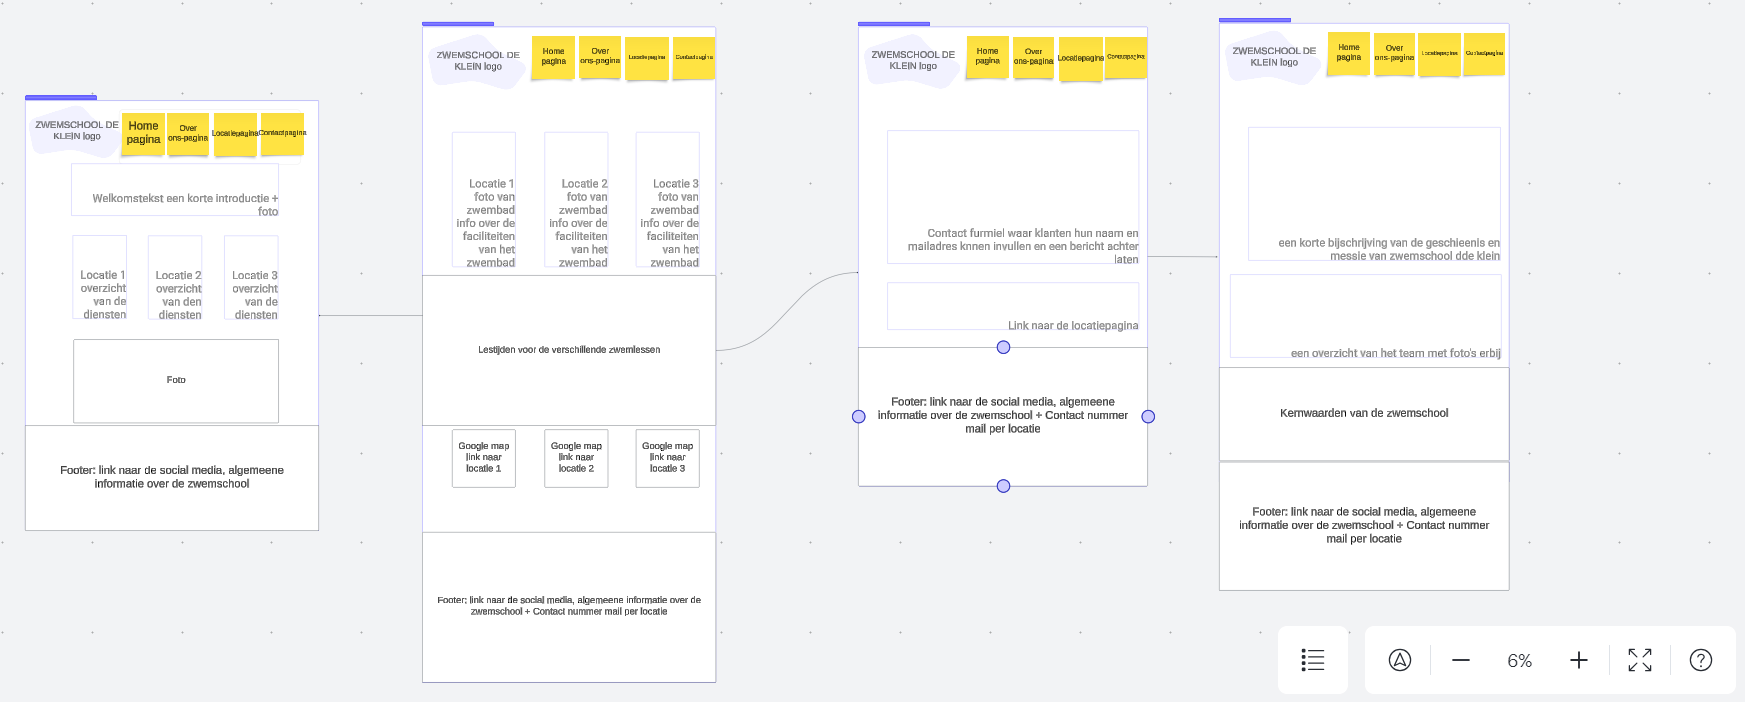 ZWEMSCHOOL DE
KLEIN logo
Home
pagina
Over
ons-pagina
Locatiepagina
Contactpagina
Welkomstekst een korte introductie +
foto
Locatie 1
overzicht
van de
diensten
Locatie 2
overzicht
van den
diensten
Locatie 3
overzicht
van de
diensten
Foto
Footer: link naar de social media, algemeene
informatie over de zwemschool
ZWEMSCHOOL DE
KLEIN logo
Home
pagina
Over
ons-pagina
Locatiepagina
Contactpagina
Locatie 1
foto van
zwembad
info over de
faciliteiten
van het
zwembad
Locatie 2
foto van
zwembad
info over de
faciliteiten
van het
zwembad
Locatie 3
foto van
zwembad
info over de
faciliteiten
van het
zwembad
Lestijden voor de verschillende zwemlessen
Google map
link naar
locatie 1
Google map
link naar
locatie 2
Google map
link naar
locatie 3
Footer; link naar de social media, algemeene informatie over de
zwemschool + Contact nummer mail per locatie
ZWEMSCHOOL DE
KLEIN logo
Home
pagina
Over
ons-pagina
Locatiepagina
Contactpagina
Contact furmiel waar klanten hun naam en
mailadres knnen invullen en een bericht achter
laten
Link naar de locatiepagina
Footer: link naar de social media, algemeene
informatie over de zwemschool + Contact nummer
mail per locatie
ZWEMSCHOOL DE
KLEIN logo
Home
pagina
Over
ons-pagina
Locatiepagina
Contactpagina
een korte bijschrijving van de geschieenis en
messie van zwemschool dde klein
een overzicht van het team met foto's erbij
Kernwaarden van de zwemschool
Footer: link naar de social media, algemeene
informatie over de zwemschool + Contact nummer
mail per locatie
6%